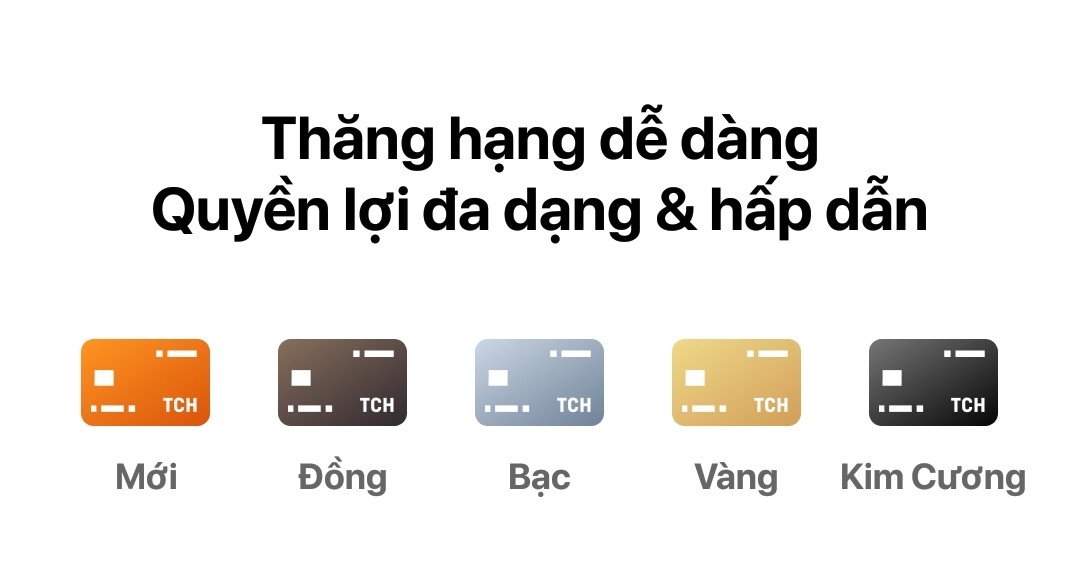 Thăng hạng dễ dàng
Quyền lợi đa dạng & hấp dẫn
TCH TCH TCH TCH TCH
Mới Đồng Bạc Vàng Kim Cương